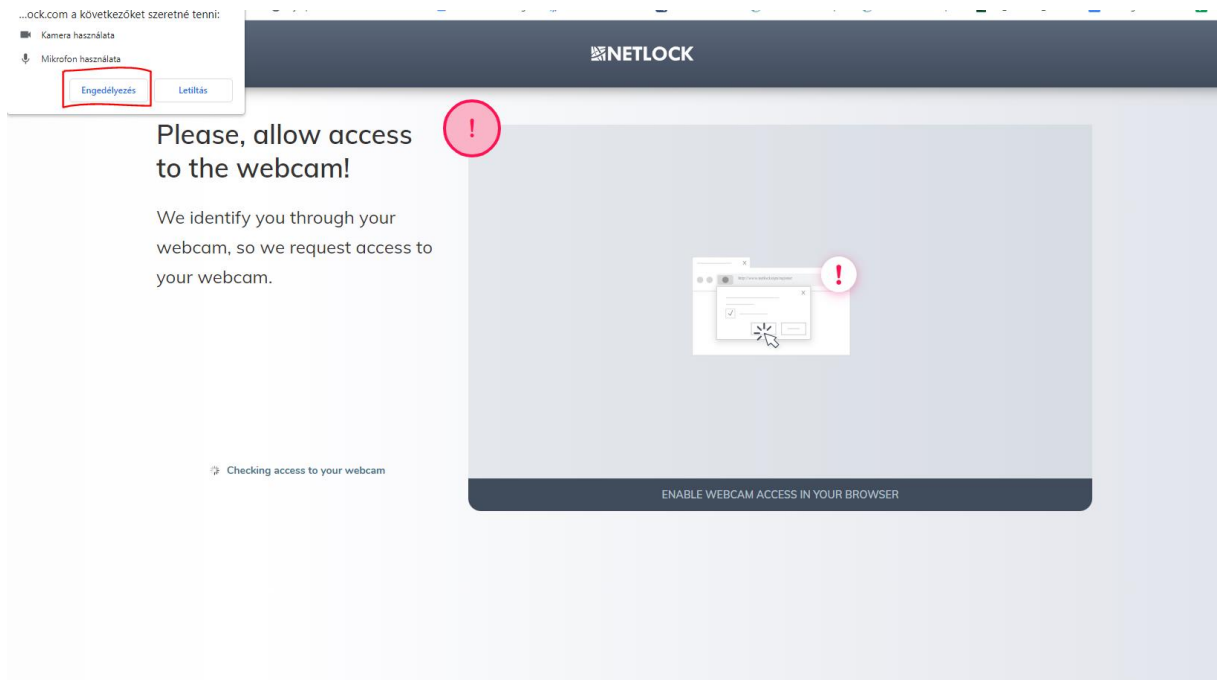 ...ock.com a következőket szeretné tenni:
Kamera használata
Mikrofon használata
Engedélyezés
Letiltás
NETLOCK
Please, allow access
to the webcam!
!
We identify you through your
webcam, so we request access to
your webcam.
!
Checking access to your webcam
ENABLE WEBCAM ACCESS IN YOUR BROWSER